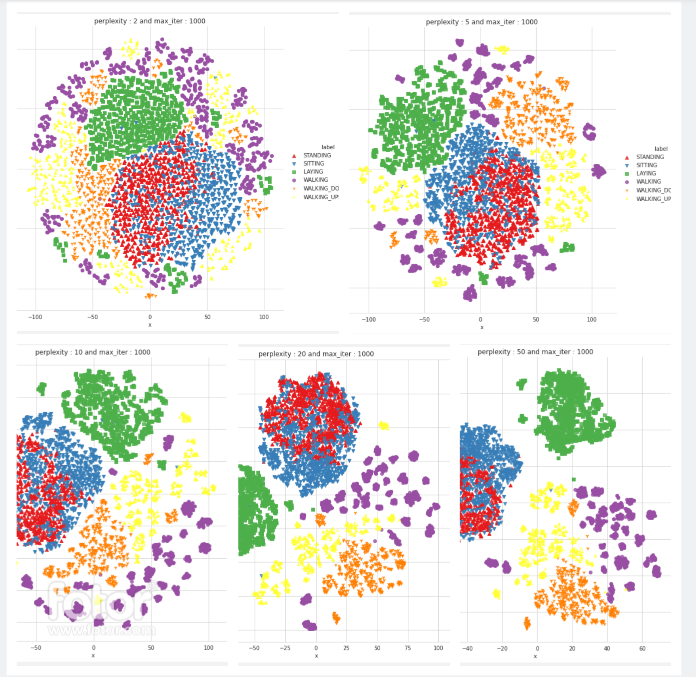 perplexity : 2 and max_iter : 1000
perplexity : 5 and max_iter : 1000
label
STANDING
SITTING
LAYING
WALKING
WALKING_DO
WALKING_UP
label
STANDING
SITTING
LAYING
WALKING
WALKING_DO
WALKING_UP
−100 −50 0 50 100
x
−100 −50 0 50 100
x
perplexity : 10 and max_iter : 1000
perplexity : 20 and max_iter : 1000
perplexity : 50 and max_iter : 1000
−50 0 50 100
x
−50 −25 0 25 50 75 100
x
−40 −20 0 20 40 60
x